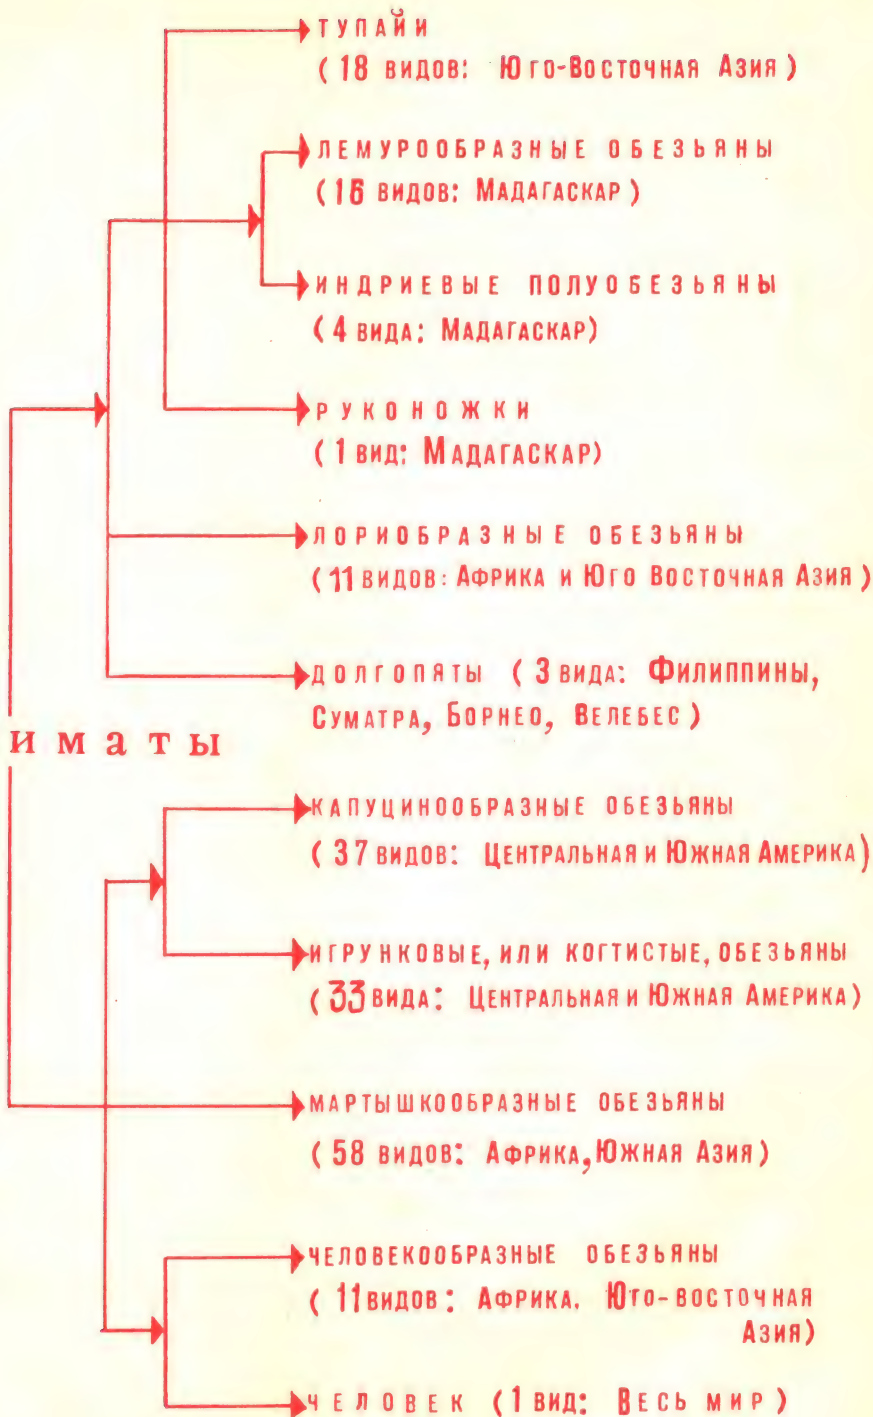 ТУПАЙИ
(18 ВИДОВ: ЮГО-ВОСТОЧНАЯ АЗИЯ)
ЛЕМУРООБРАЗНЫЕ ОБЕЗЬЯНЫ
(16 ВИДОВ: МАДАГАСКАР)
ИНДРИЕВЫЕ ПОЛУОБЕЗЬЯНЫ
(4 ВИДА: МАДАГАСКАР)
РУКОНОЖКИ
(1 ВИД: МАДАГАСКАР)
ЛОРИОБРАЗНЫЕ ОБЕЗЬЯНЫ
(11 ВИДОВ: АФРИКА И ЮГО ВОСТОЧНАЯ АЗИЯ)
ДОЛГОПЯТЫ (3 ВИДА: ФИЛИППИНЫ,
СУМАТРА, БОРНЕО, ВЕЛЕБЕС)
иматы
КАПУЦИНООБРАЗНЫЕ ОБЕЗЬЯНЫ
(37 ВИДОВ: ЦЕНТРАЛЬНАЯ И ЮЖНАЯ АМЕРИКА)
ИГРУНКОВЫЕ, ИЛИ КОГТИСТЫЕ, ОБЕЗЬЯНЫ
(33 ВИДА: ЦЕНТРАЛЬНАЯ И ЮЖНАЯ АМЕРИКА)
МАРТЫШКООБРАЗНЫЕ ОБЕЗЬЯНЫ
(58 ВИДОВ: АФРИКА, ЮЖНАЯ АЗИЯ)
ЧЕЛОВЕКООБРАЗНЫЕ ОБЕЗЬЯНЫ
(11 ВИДОВ: АФРИКА. ЮГО-ВОСТОЧНАЯ
АЗИЯ)
ЧЕЛОВЕК (1 ВИД: ВЕСЬ МИР)